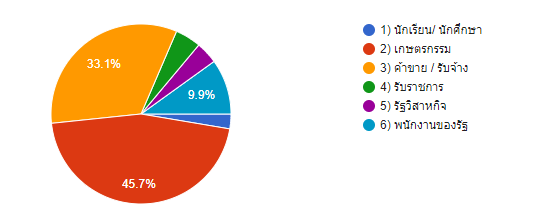 33.1%
9.9%
45.7%
1) นักเรียน/ นักศึกษา
2) เกษตรกรรม
3) ค้าขาย / รับจ้าง
4) รับราชการ
5) รัฐวิสาหกิจ
6) พนักงานของรัฐ